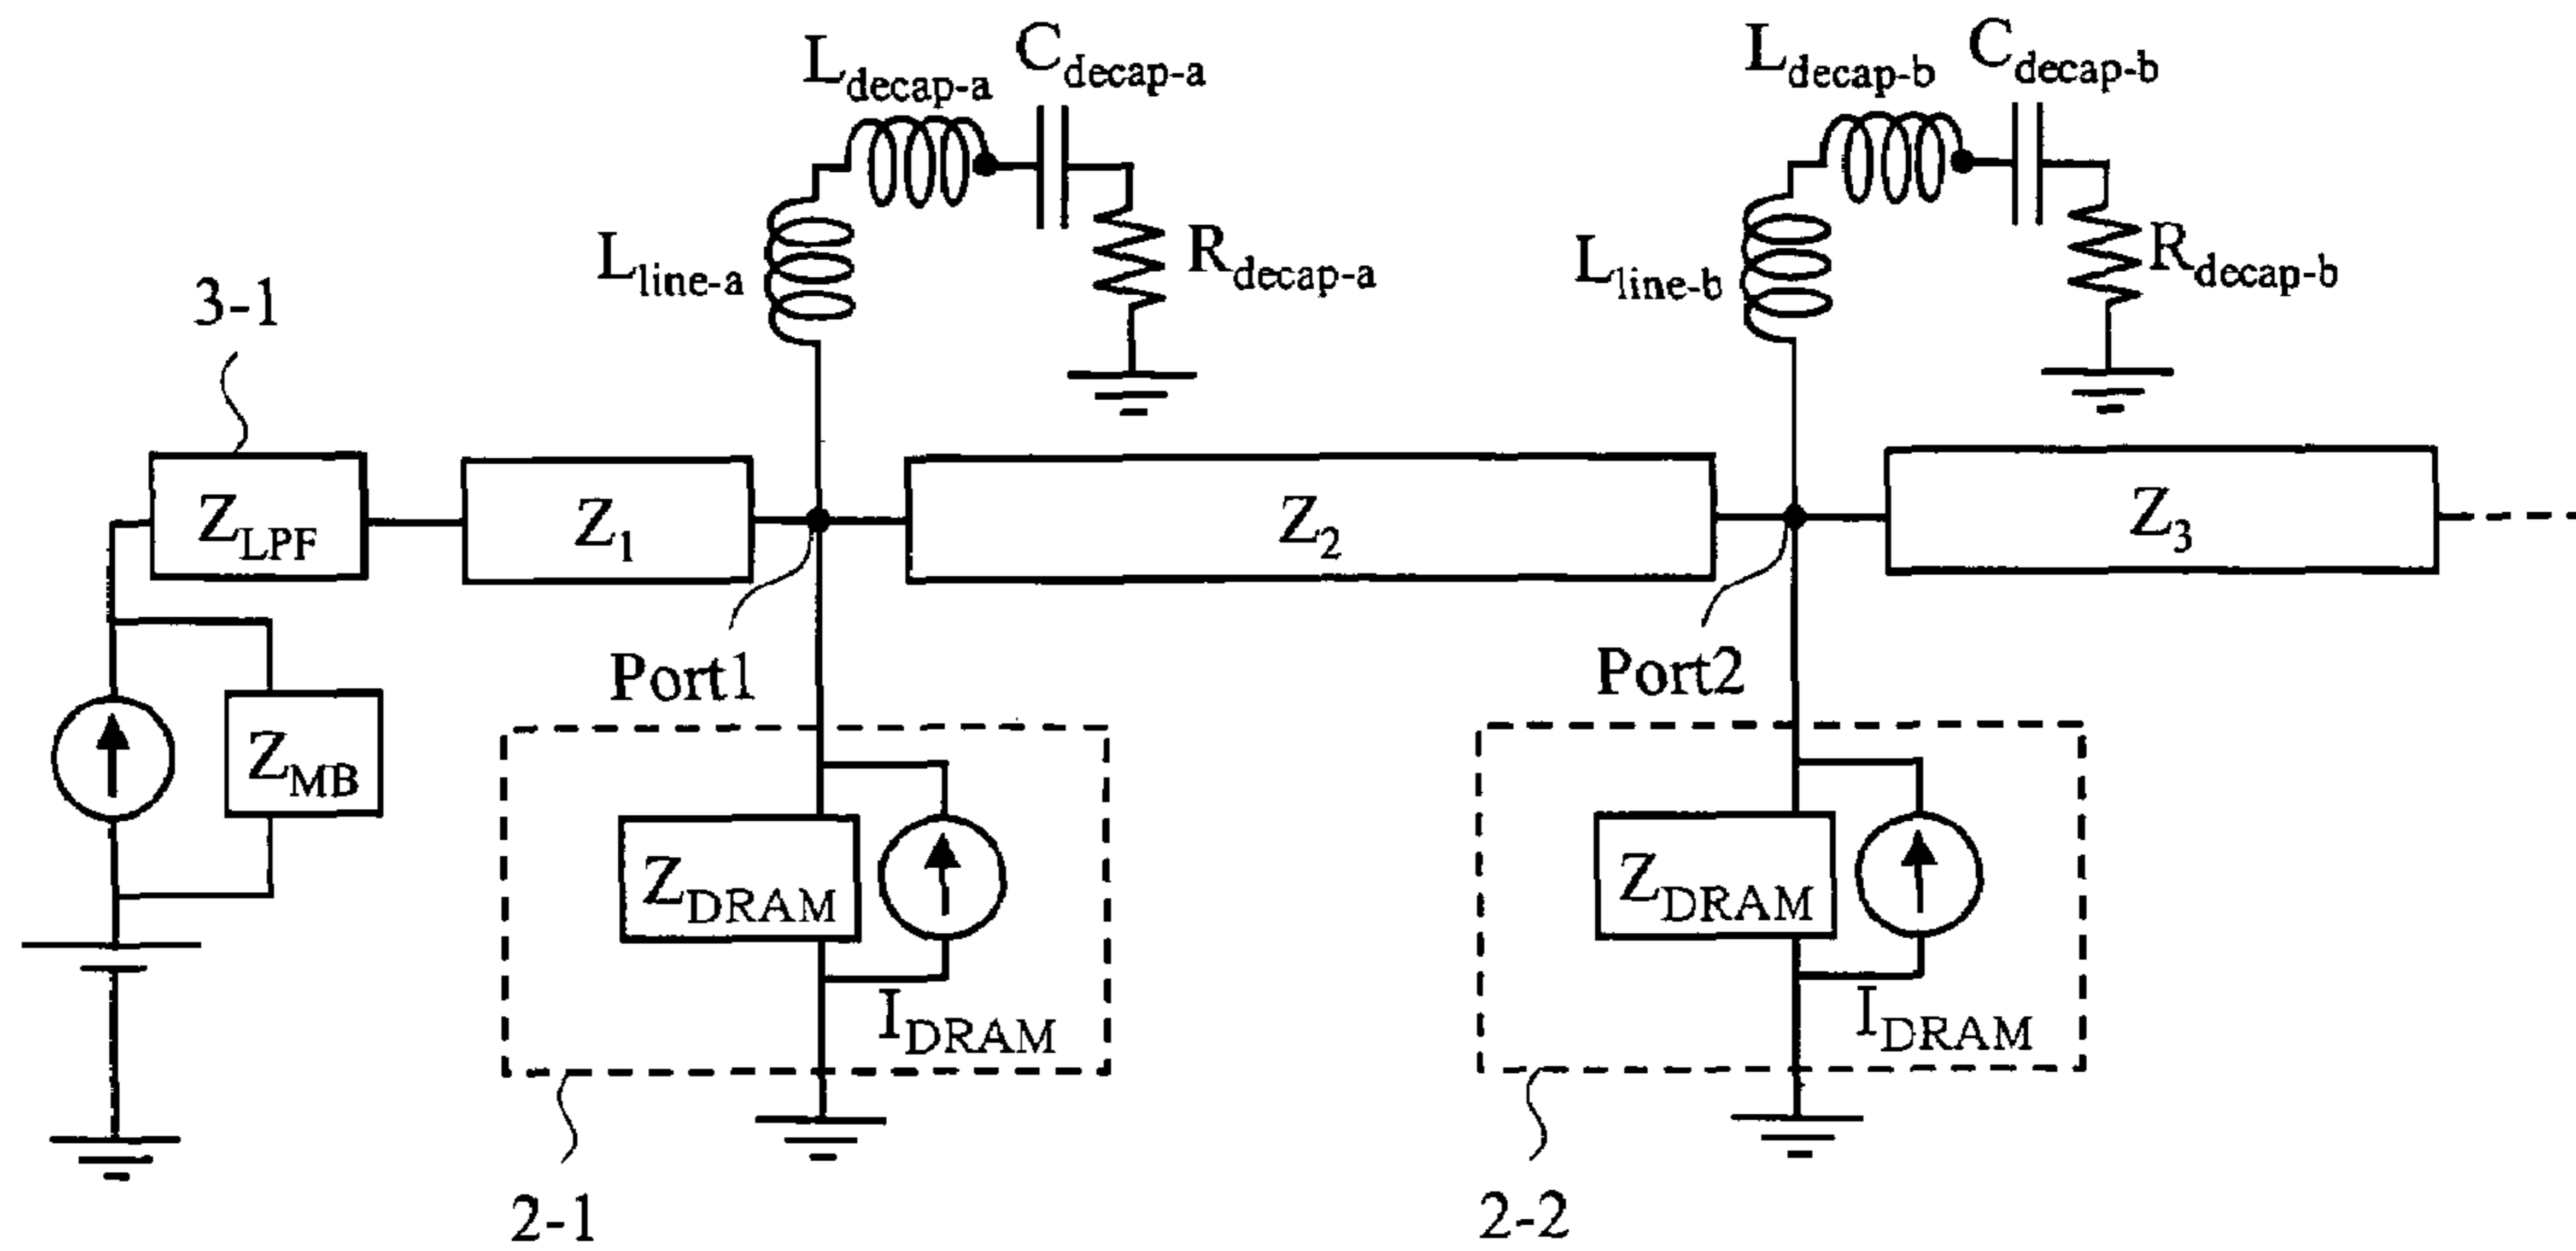 L_decap-a
C_decap-a
L_line-a
R_decap-a
L_decap-b
C_decap-b
L_line-b
R_decap-b
3-1
Z_LPF
Z_1
Z_2
Z_3
Port1
Port2
Z_MB
Z_DRAM
I_DRAM
Z_DRAM
I_DRAM
2-1
2-2